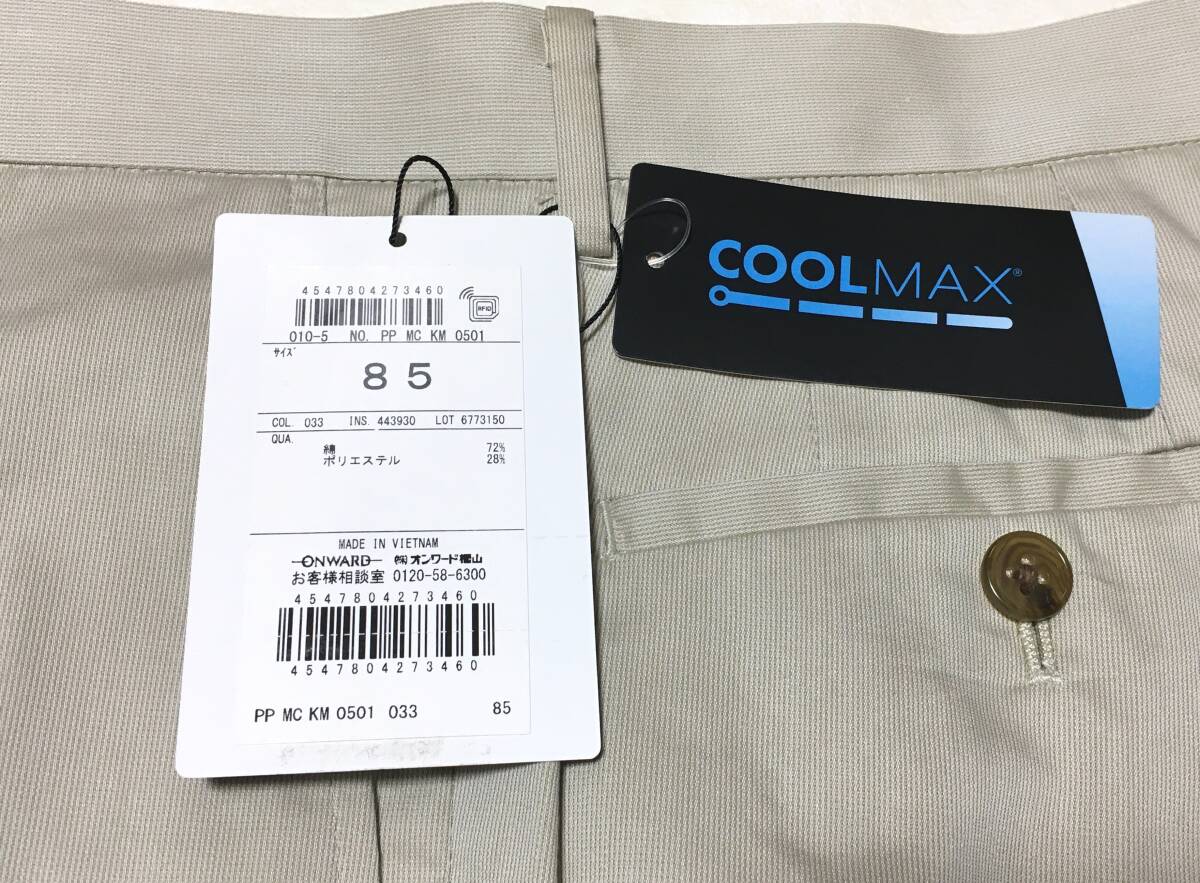 4547804273460
RFID
010-5 NO. PP MC KM 0501
サイズ
85
COL. 033 INS. 443930 LOT 6773150
QUA.
綿 72%
ポリエステル 28%
MADE IN VIETNAM
ONWARD ㈱オンワード樫山
お客様相談室 0120-58-6300
4547804273460
4547804273460
PP MC KM 0501 033 85
COOLMAX®